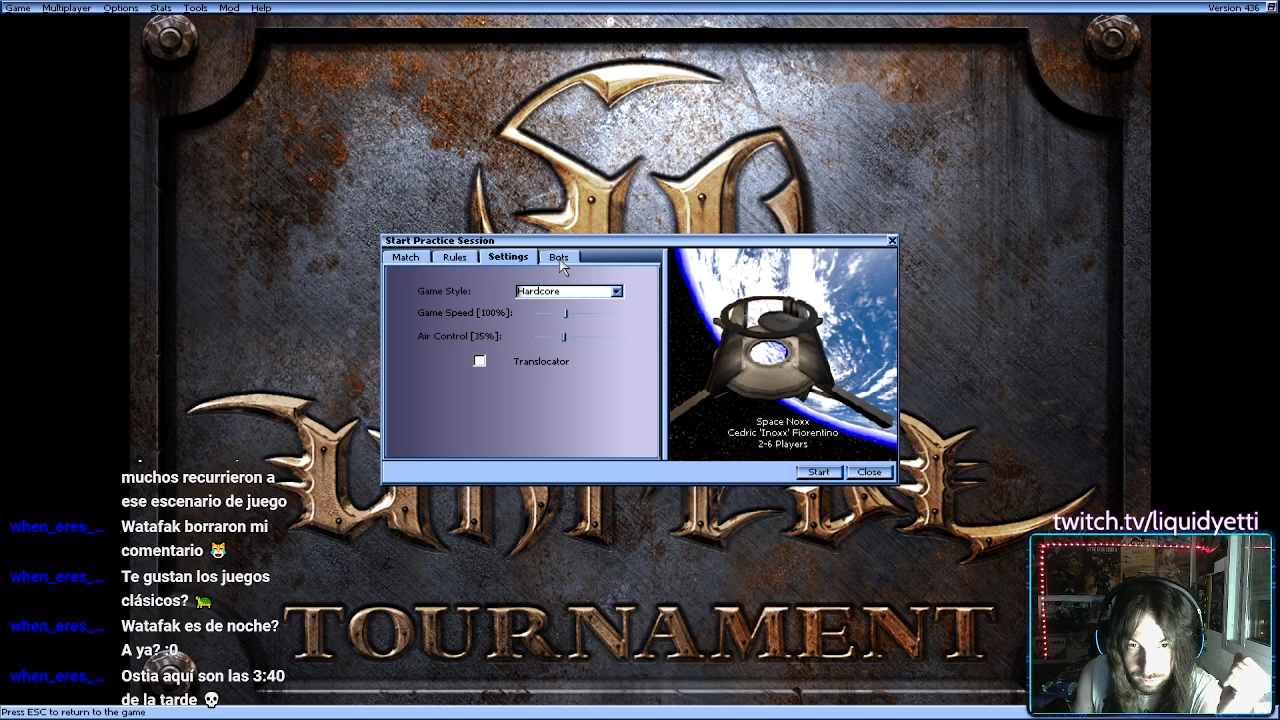 Game Multiplayer Options Stats Tools Mod Help Version 436
Start Practice Session
Match Rules Settings Bots
Game Style: Hardcore
Game Speed [100%]:
Air Control [35%]:
Translocator
Space Noxx
Cedric 'Inoxx' Fiorentino
2-6 Players
Start Close
muchos recurrieron a
ese escenario de juego
when_eres_... Watafak borraron mi
comentario 😹
when_eres_... Te gustan los juegos
clásicos? 🐢
when_eres_... Watafak es de noche?
A ya? :0
when_eres_... Ostia aquí son las 3:40
de la tarde 💀
twitch.tv/liquidyetti
TOURNAMENT
Press ESC to return to the game